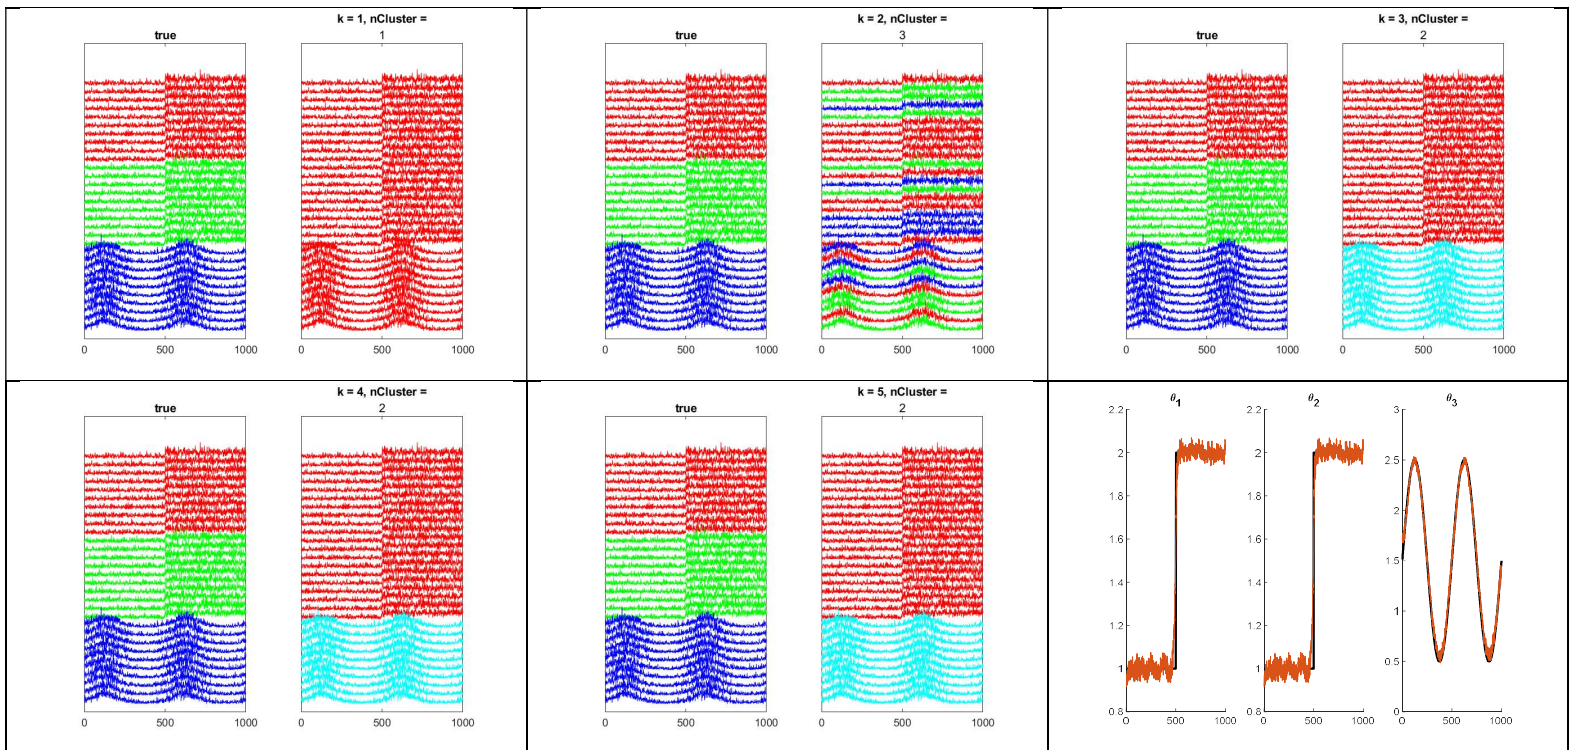 k = 1, nCluster =
true 1
0 500 1000 0 500 1000
k = 2, nCluster =
true 3
0 500 1000 0 500 1000
k = 3, nCluster =
true 2
0 500 1000 0 500 1000
k = 4, nCluster =
true 2
0 500 1000 0 500 1000
k = 5, nCluster =
true 2
0 500 1000 0 500 1000
θ1 θ2 θ3
2.2 2.2 3
2 2 2.5
1.8 1.8 2
1.6 1.6 1.5
1.4 1.4 1
1.2 1.2 0.5
1 1 0
0.8 0.8
0 500 1000 0 500 1000 0 500 1000